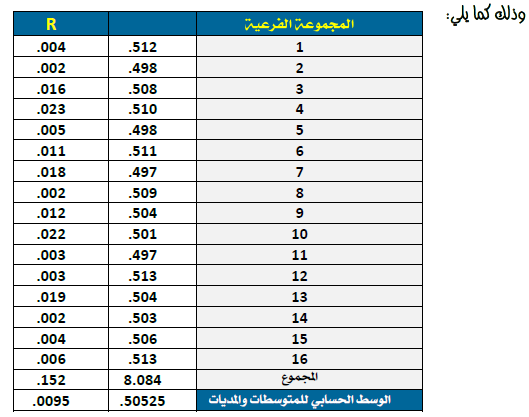 وذلك كما يلي:
المجموعة الفرعية R
1 .512 .004
2 .498 .002
3 .508 .016
4 .510 .023
5 .498 .005
6 .511 .011
7 .497 .018
8 .509 .002
9 .504 .012
10 .501 .022
11 .497 .003
12 .513 .003
13 .504 .019
14 .503 .002
15 .506 .004
16 .513 .006
المجموع 8.084 .152
الوسط الحسابي للمتوسطات والمديات .50525 .0095